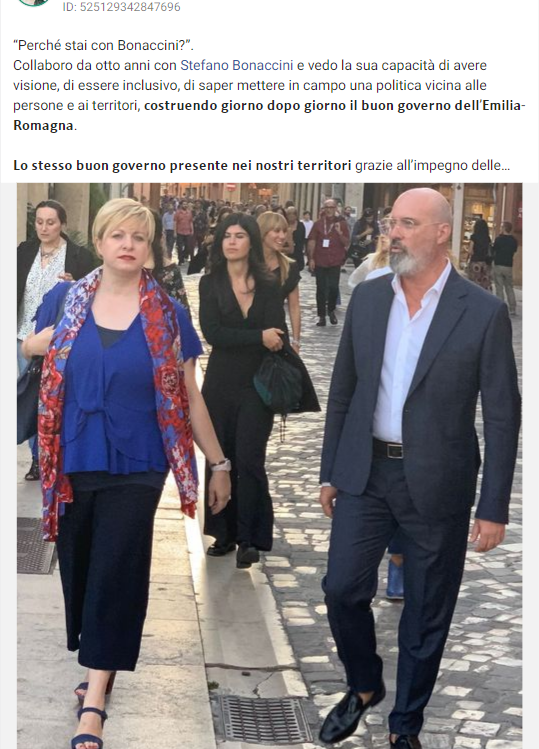 ID: 525129342847696
“Perché stai con Bonaccini?”.
Collaboro da otto anni con Stefano Bonaccini e vedo la sua capacità di avere
visione, di essere inclusivo, di saper mettere in campo una politica vicina alle
persone e ai territori, costruendo giorno dopo giorno il buon governo dell'Emilia-
Romagna.
Lo stesso buon governo presente nei nostri territori grazie all’impegno delle…